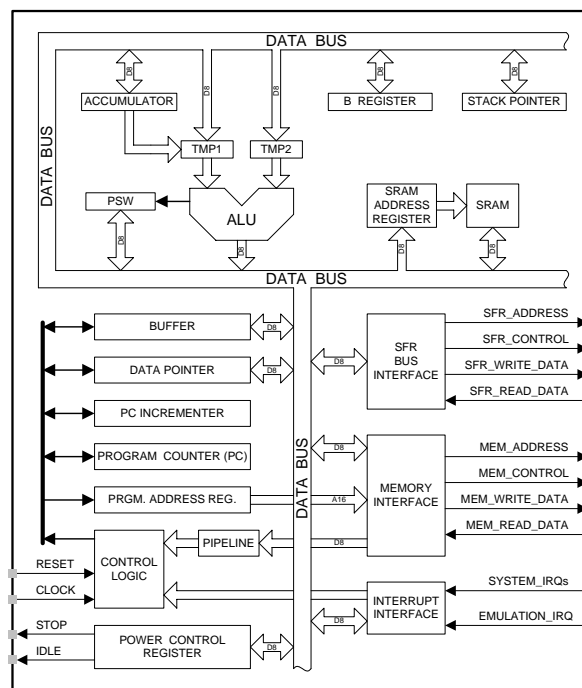 DATA BUS
D8
D8
D8
D8
D8
ACCUMULATOR
B REGISTER
STACK POINTER
DATA BUS
TMP1
TMP2
PSW
ALU
SRAM
ADDRESS
REGISTER
SRAM
D8
D8
D8
D8
DATA BUS
BUFFER
D8
DATA POINTER
D8
PC INCREMENTER
PROGRAM COUNTER (PC)
PRGM. ADDRESS REG.
A16
DATA BUS
D8
SFR
BUS
INTERFACE
SFR_ADDRESS
SFR_CONTROL
SFR_WRITE_DATA
SFR_READ_DATA
D8
MEMORY
INTERFACE
MEM_ADDRESS
MEM_CONTROL
MEM_WRITE_DATA
MEM_READ_DATA
RESET
CLOCK
CONTROL
LOGIC
PIPELINE
D8
INTERRUPT
INTERFACE
SYSTEM_IRQs
EMULATION_IRQ
D8
STOP
IDLE
POWER CONTROL
REGISTER
D8